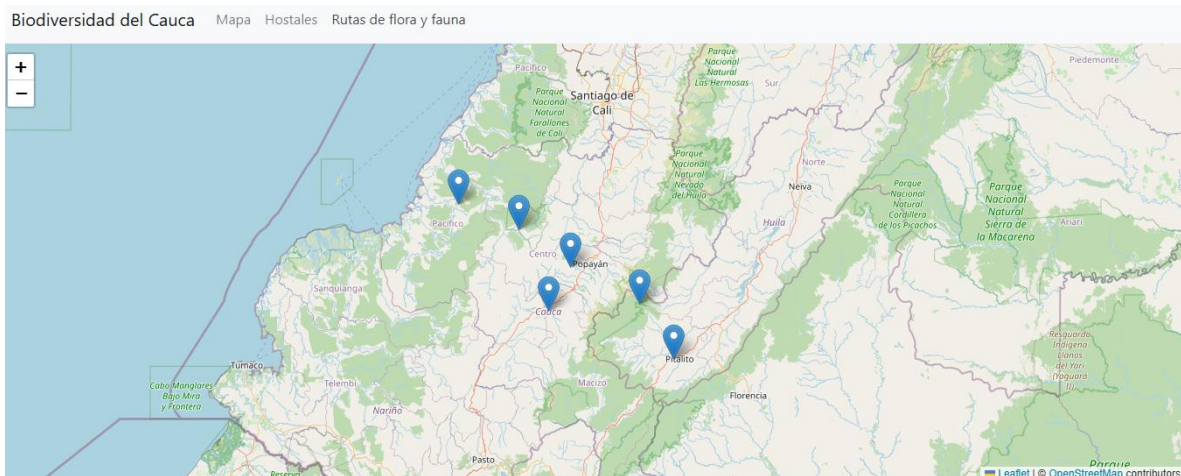 Biodiversidad del Cauca Mapa Hostales Rutas de flora y fauna
+
−
Pacífico
Santiago de
Cali
Parque
Nacional
Natural
Farallones
de Cali
Parque
Nacional
Natural
Las Hermosas
Sur
Piedemonte
Parque
Nacional
Natural
Nevado
del Huila
Norte
Neiva
Huila
Parque
Nacional
Natural
Cordillera
de los Picachos
Parque
Nacional
Natural
Sierra de
la Macarena
Ariari
Pacífico
Centro
Popayán
Sanquianga
Cauca
Pitalito
Tumaco
Cabo Manglares
Bajo Mira
y Frontera
Telembí
Nariño
Macizo
Florencia
Resguardo
Indígena
Llanos
del Yarí
(Yaguará
II)
Pasto
Reserva
Parque
Leaflet | © OpenStreetMap contributors